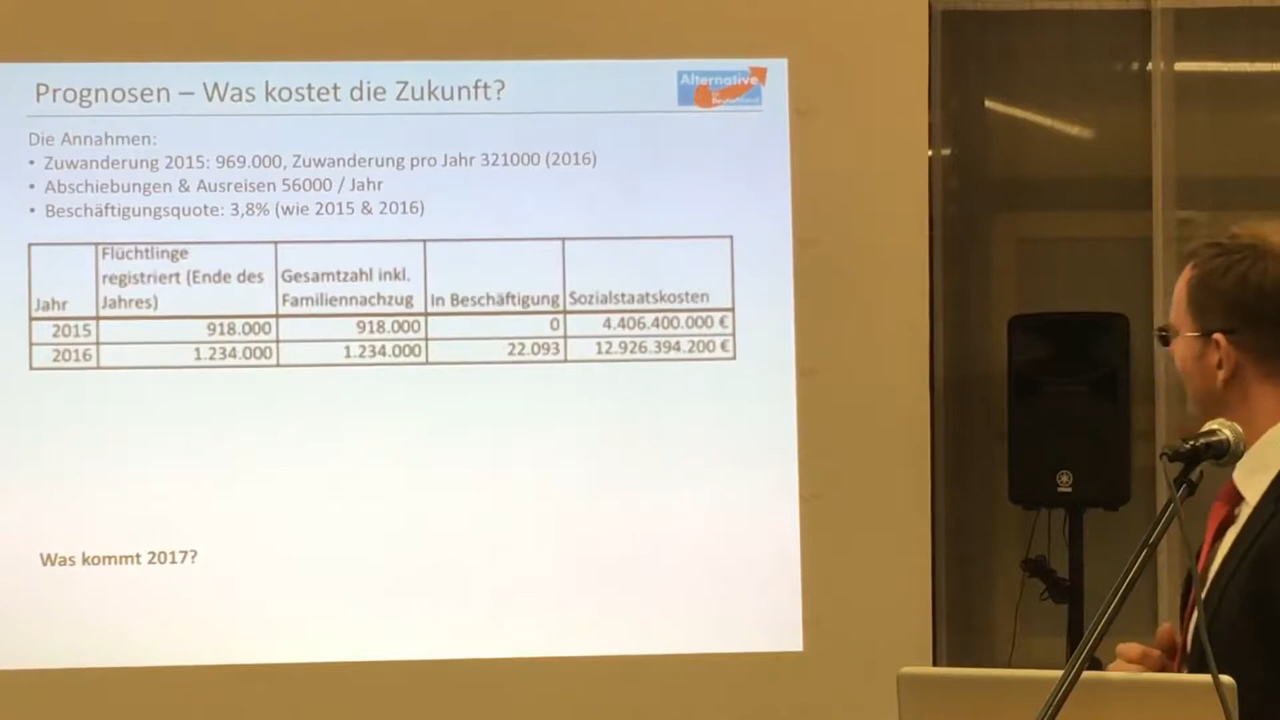 Prognosen – Was kostet die Zukunft?
Alternative
für
Deutschland
Die Annahmen:
• Zuwanderung 2015: 969.000, Zuwanderung pro Jahr 321000 (2016)
• Abschiebungen & Ausreisen 56000 / Jahr
• Beschäftigungsquote: 3,8% (wie 2015 & 2016)
Jahr Flüchtlinge registriert (Ende des Jahres) Gesamtzahl inkl. Familiennachzug In Beschäftigung Sozialstaatskosten
2015 918.000 918.000 0 4.406.400.000 €
2016 1.234.000 1.234.000 22.093 12.926.394.200 €
Was kommt 2017?